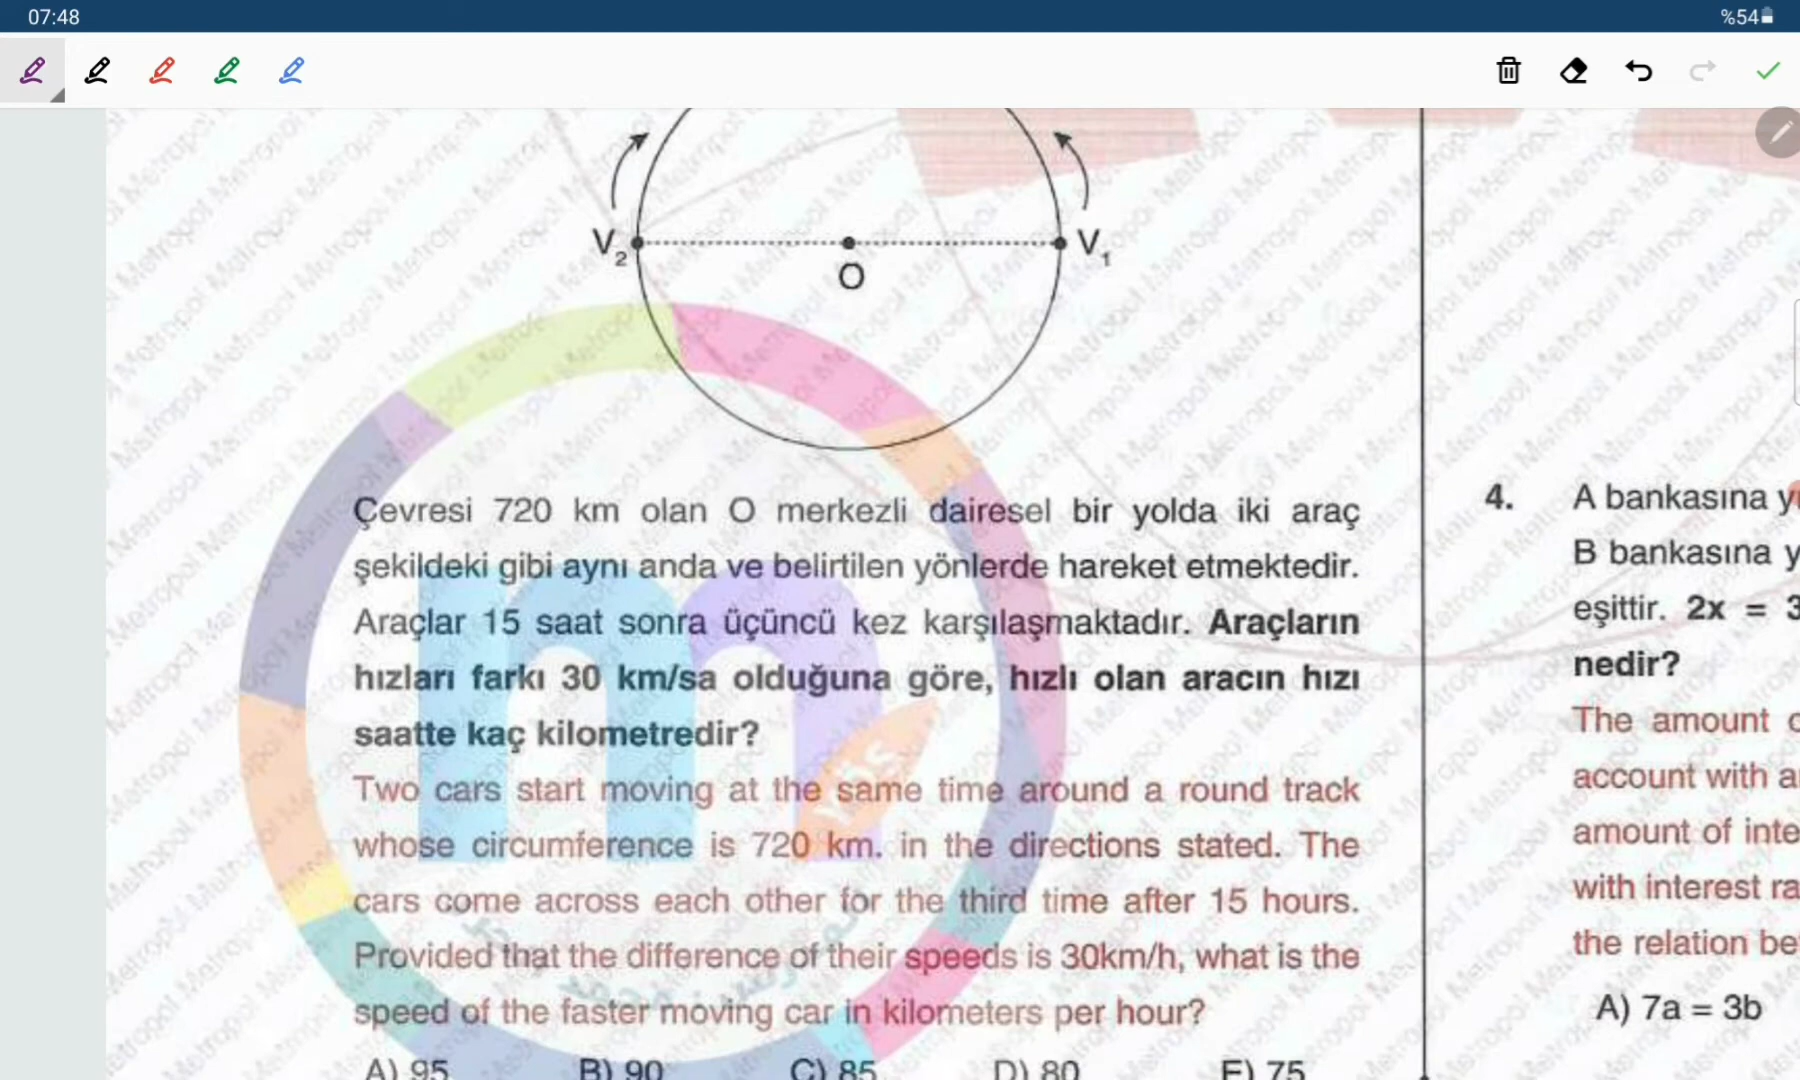 07:48
%54
V2
V1
O
Çevresi 720 km olan O merkezli dairesel bir yolda iki araç
şekildeki gibi aynı anda ve belirtilen yönlerde hareket etmektedir.
Araçlar 15 saat sonra üçüncü kez karşılaşmaktadır. Araçların
hızları farkı 30 km/sa olduğuna göre, hızlı olan aracın hızı
saatte kaç kilometredir?
Two cars start moving at the same time around a round track
whose circumference is 720 km. in the directions stated. The
cars come across each other for the third time after 15 hours.
Provided that the difference of their speeds is 30km/h, what is the
speed of the faster moving car in kilometers per hour?
A) 95 B) 90 C) 85 D) 80 E) 75
4. A bankasına
B bankasına
eşittir. 2x =
nedir?
The amount
account with
amount of
with interest
the relation
A) 7a = 3b
Metropol